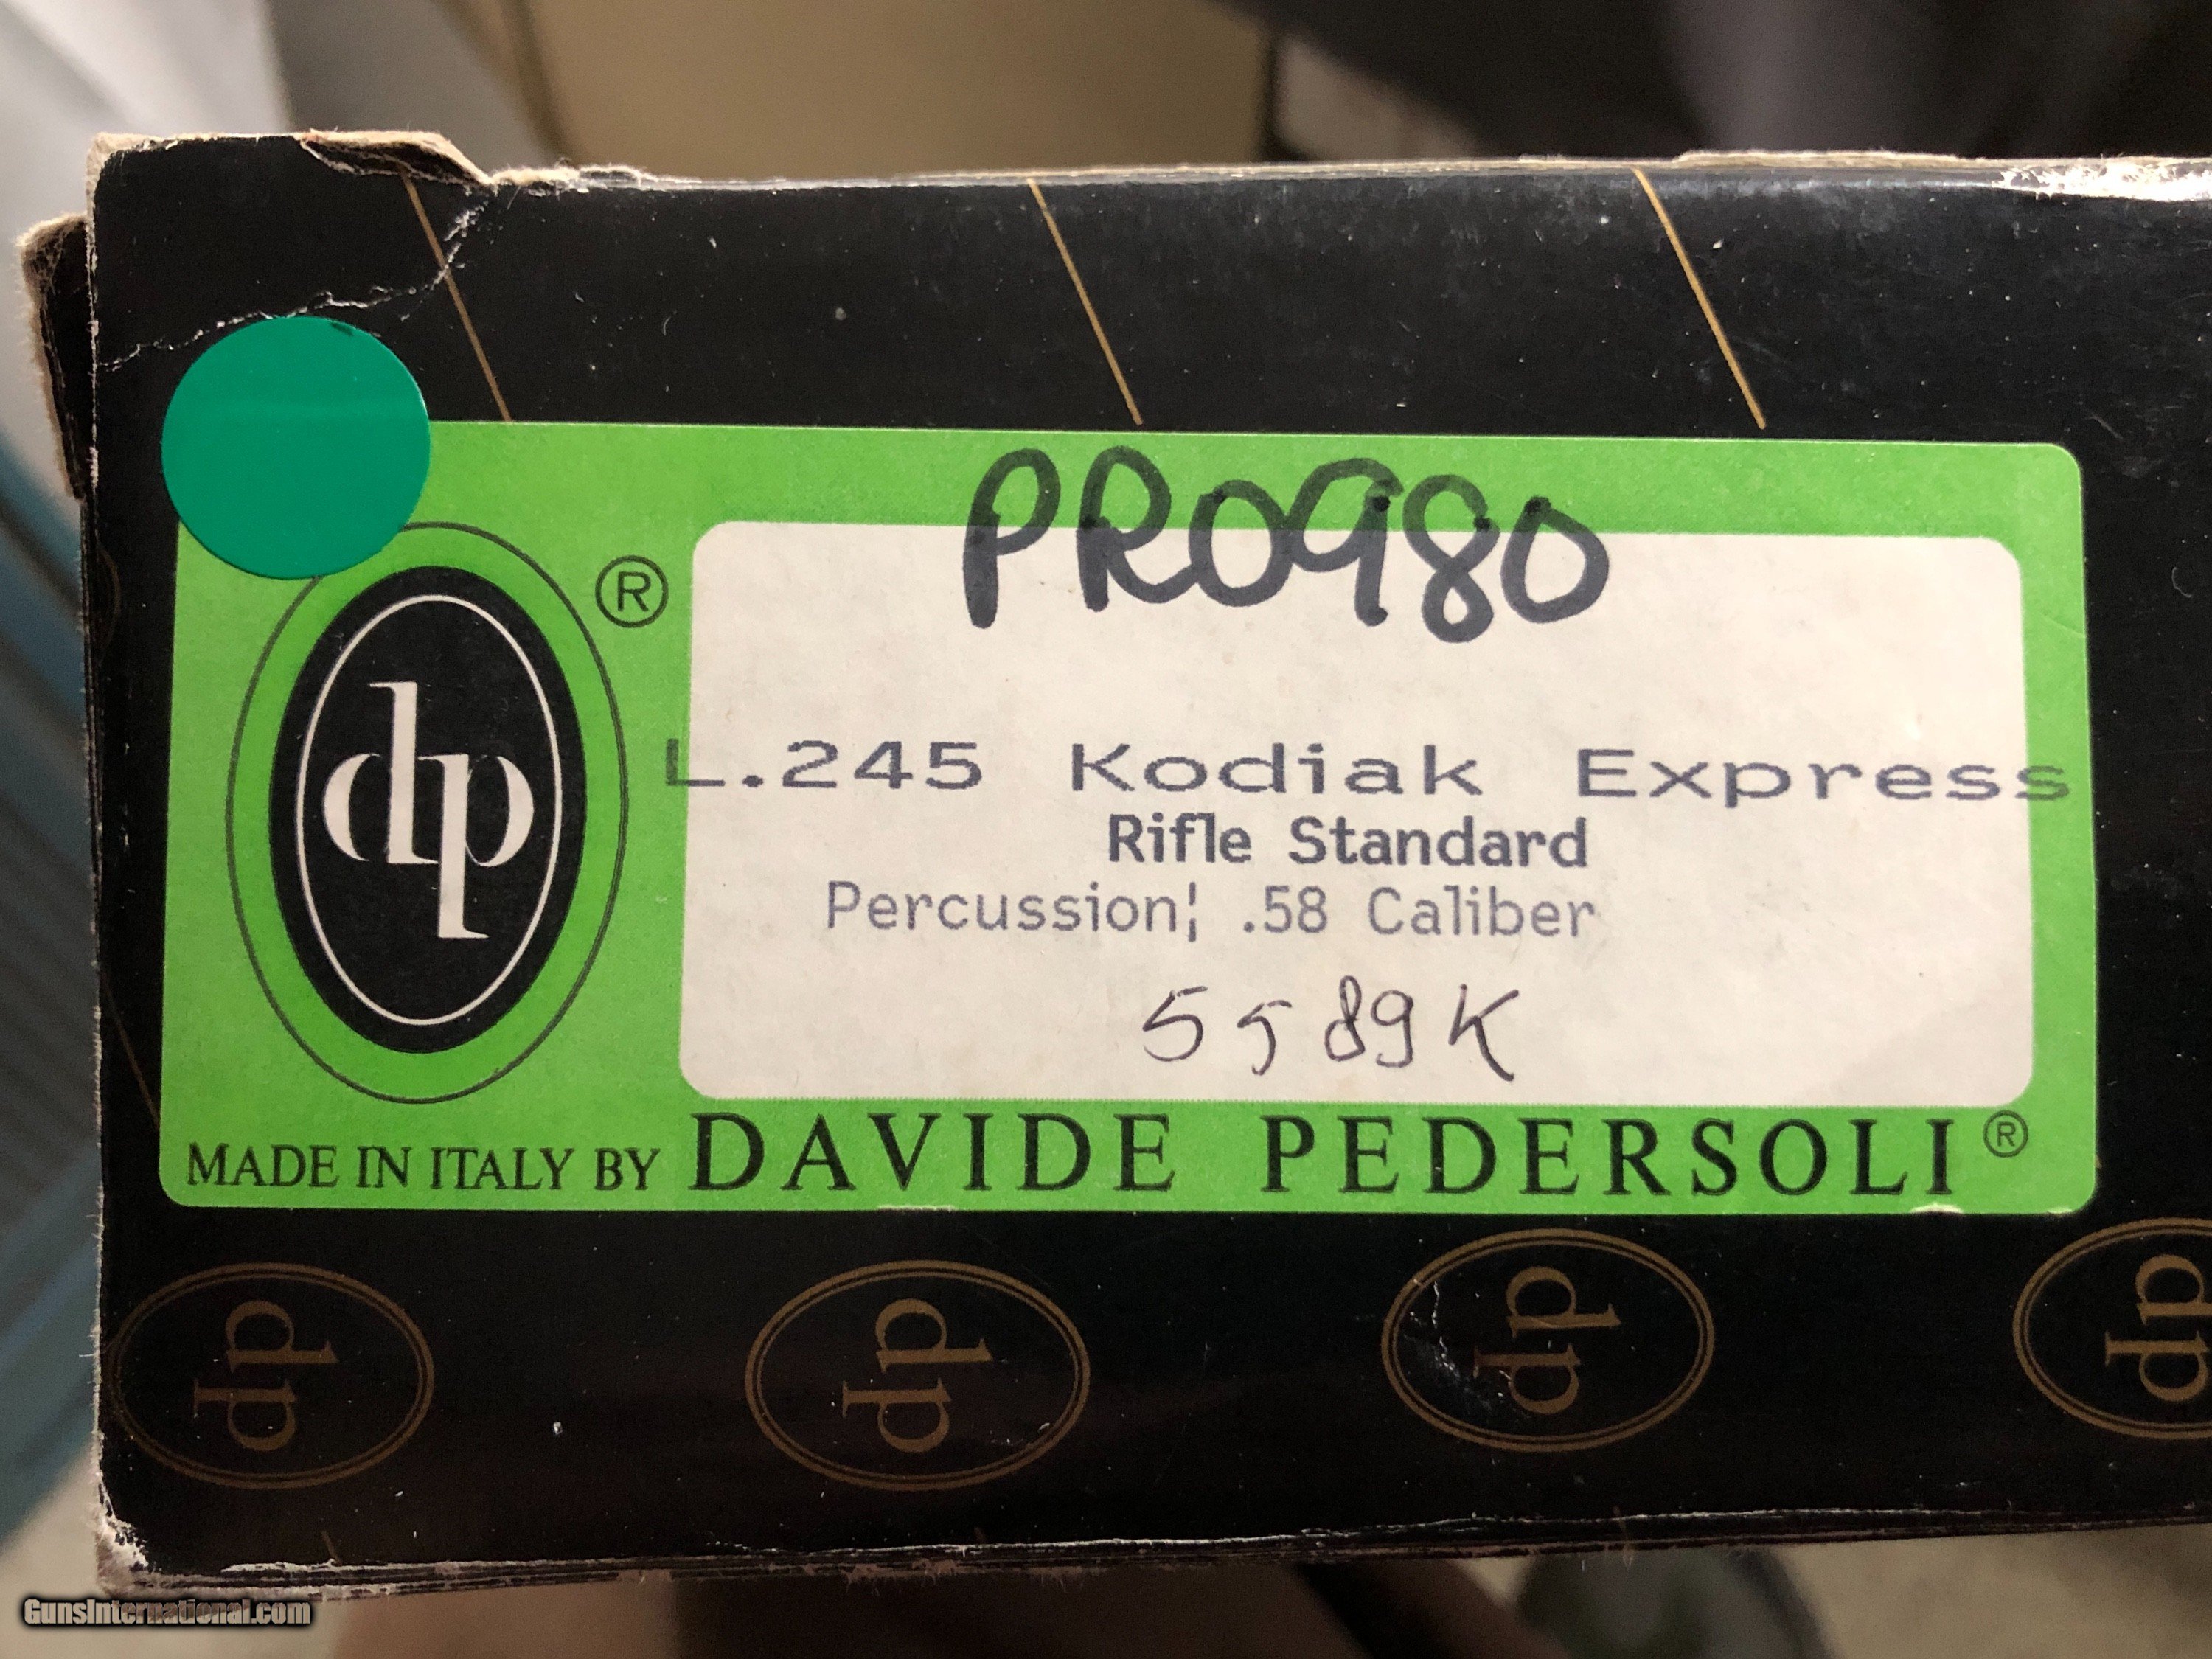 PR0980
®
dp
L.245 Kodiak Express
Rifle Standard
Percussion; .58 Caliber
5589K
MADE IN ITALY BY DAVIDE PEDERSOLI®
dp dp dp dp
GunsInternational.com